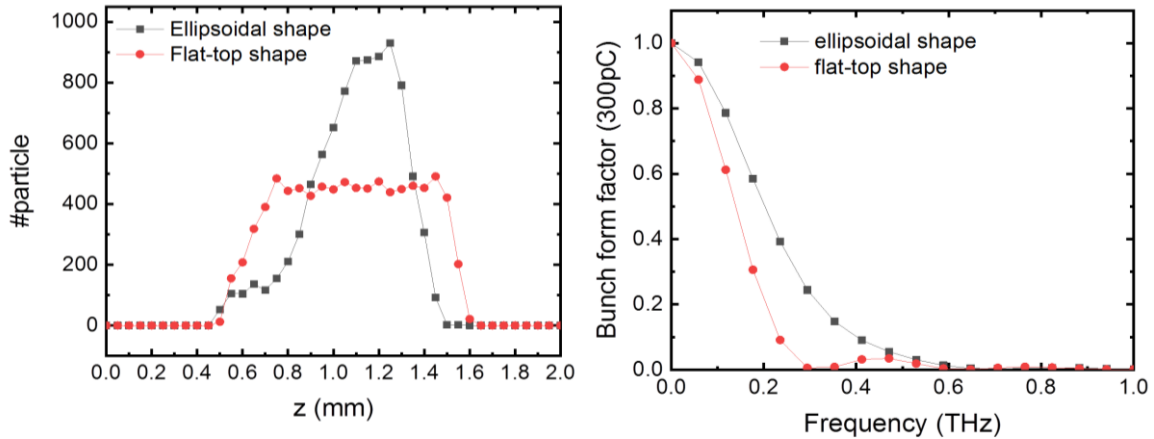 1000
800
600
400
200
0
#particle
Ellipsoidal shape
Flat-top shape
0.0 0.2 0.4 0.6 0.8 1.0 1.2 1.4 1.6 1.8 2.0
z (mm)
1.0
0.8
0.6
0.4
0.2
0.0
Bunch form factor (300pC)
ellipsoidal shape
flat-top shape
0.0 0.2 0.4 0.6 0.8 1.0
Frequency (THz)